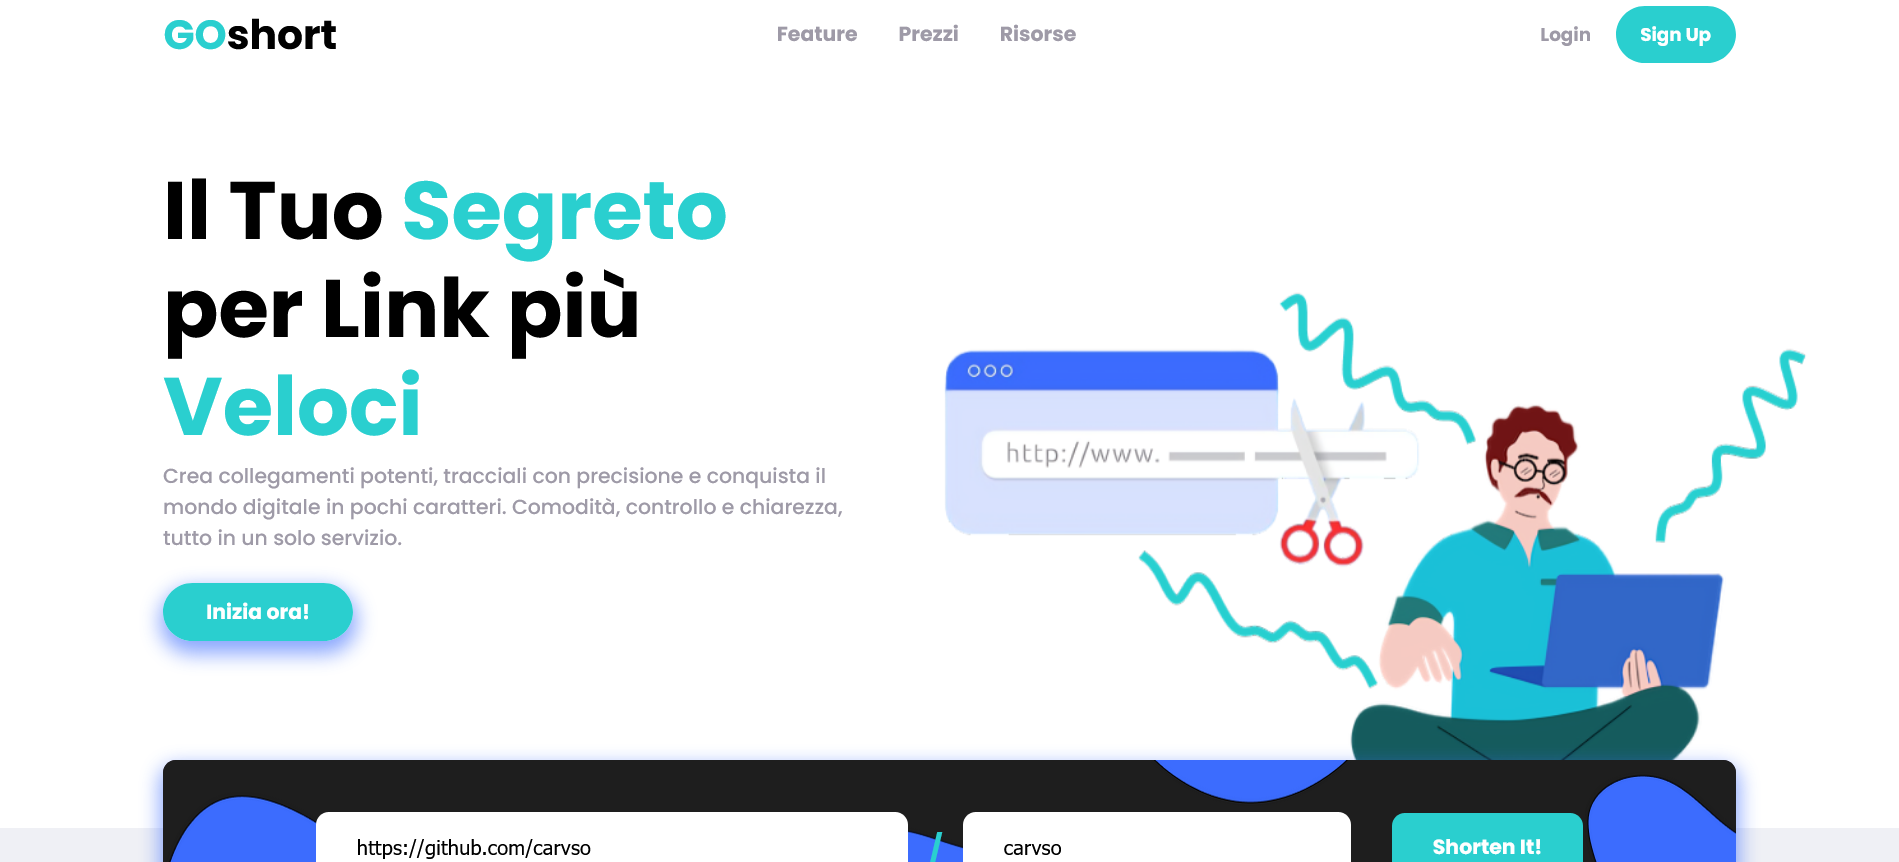 GOshort
Feature
Prezzi
Risorse
Login
Sign Up
Il Tuo Segreto
per Link più
Veloci
Crea collegamenti potenti, tracciali con precisione e conquista il
mondo digitale in pochi caratteri. Comodità, controllo e chiarezza,
tutto in un solo servizio.
Inizia ora!
http://www.
https://github.com/carvso
/
carvso
Shorten It!